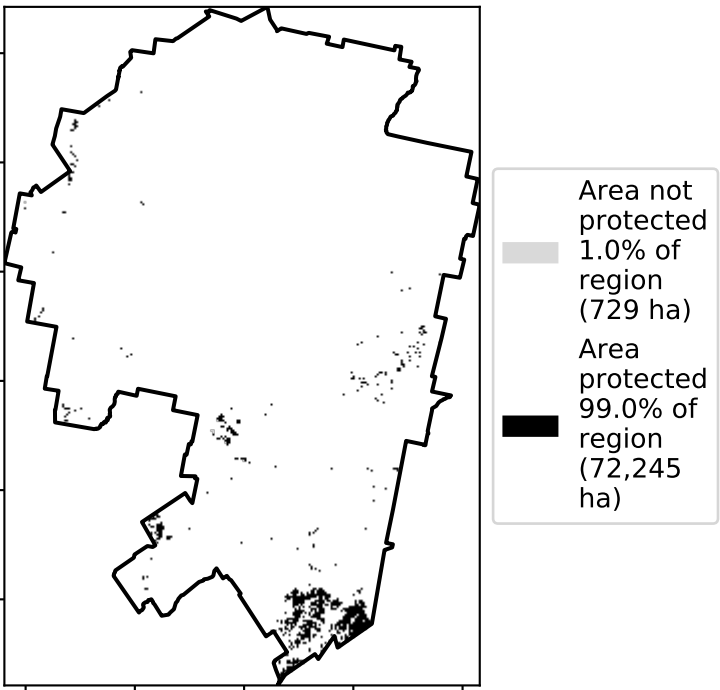 Area not
protected
1.0% of
region
(729 ha)
Area
protected
99.0% of
region
(72,245
ha)